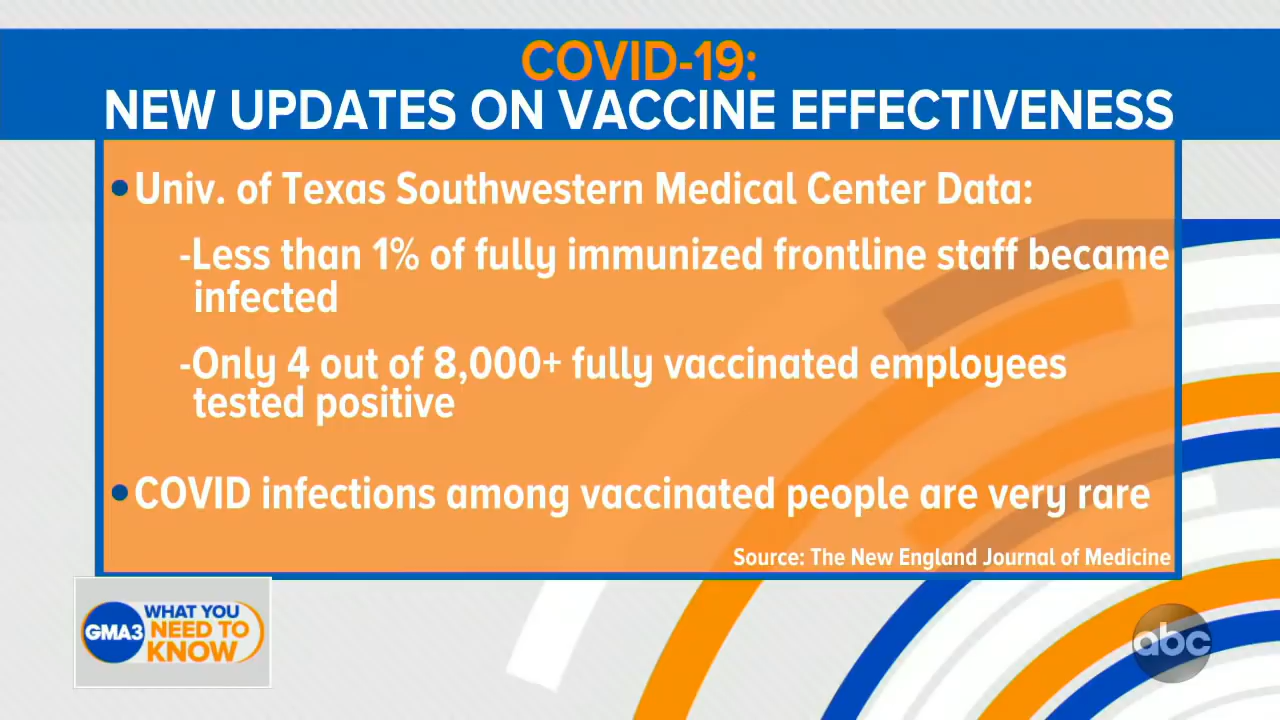 COVID-19:
NEW UPDATES ON VACCINE EFFECTIVENESS
•Univ. of Texas Southwestern Medical Center Data:
-Less than 1% of fully immunized frontline staff became
infected
-Only 4 out of 8,000+ fully vaccinated employees
tested positive
•COVID infections among vaccinated people are very rare
Source: The New England Journal of Medicine
GMA3
WHAT YOU
NEED TO
KNOW
abc